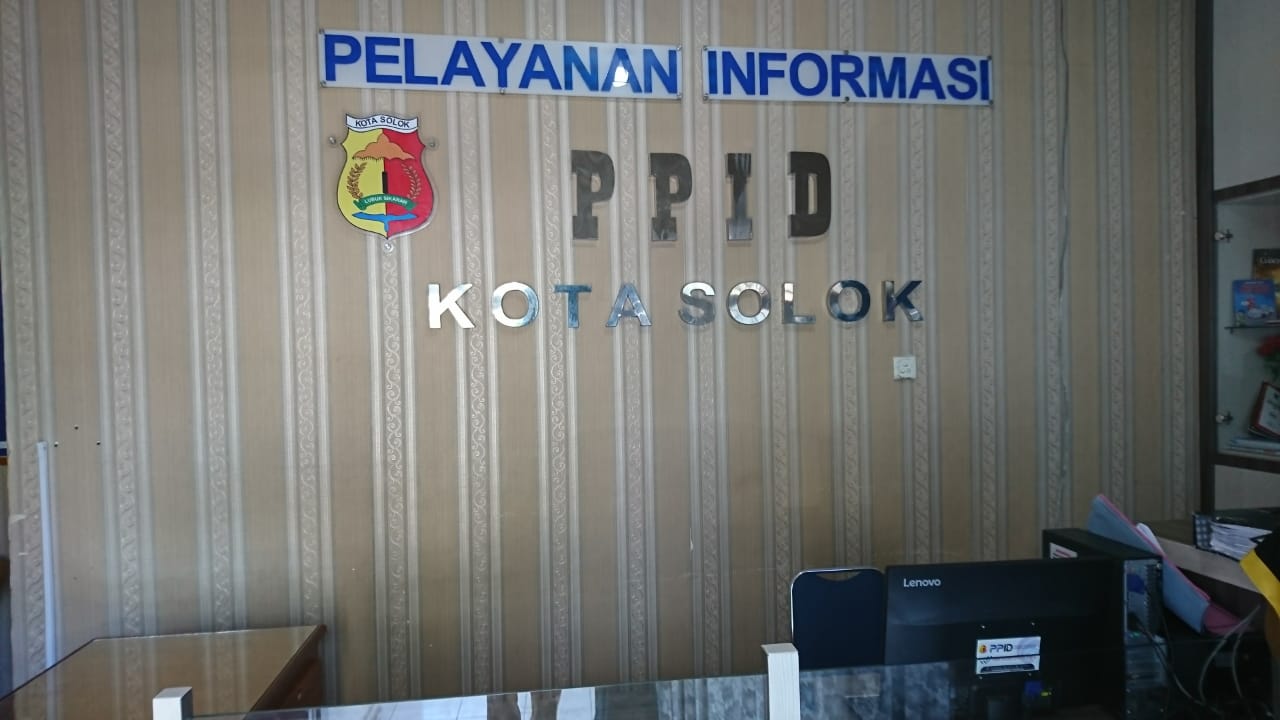 PELAYANAN INFORMASI
KOTA SOLOK
LUBUK SIKARAH
PPID
KOTA SOLOK
Lenovo
PPID